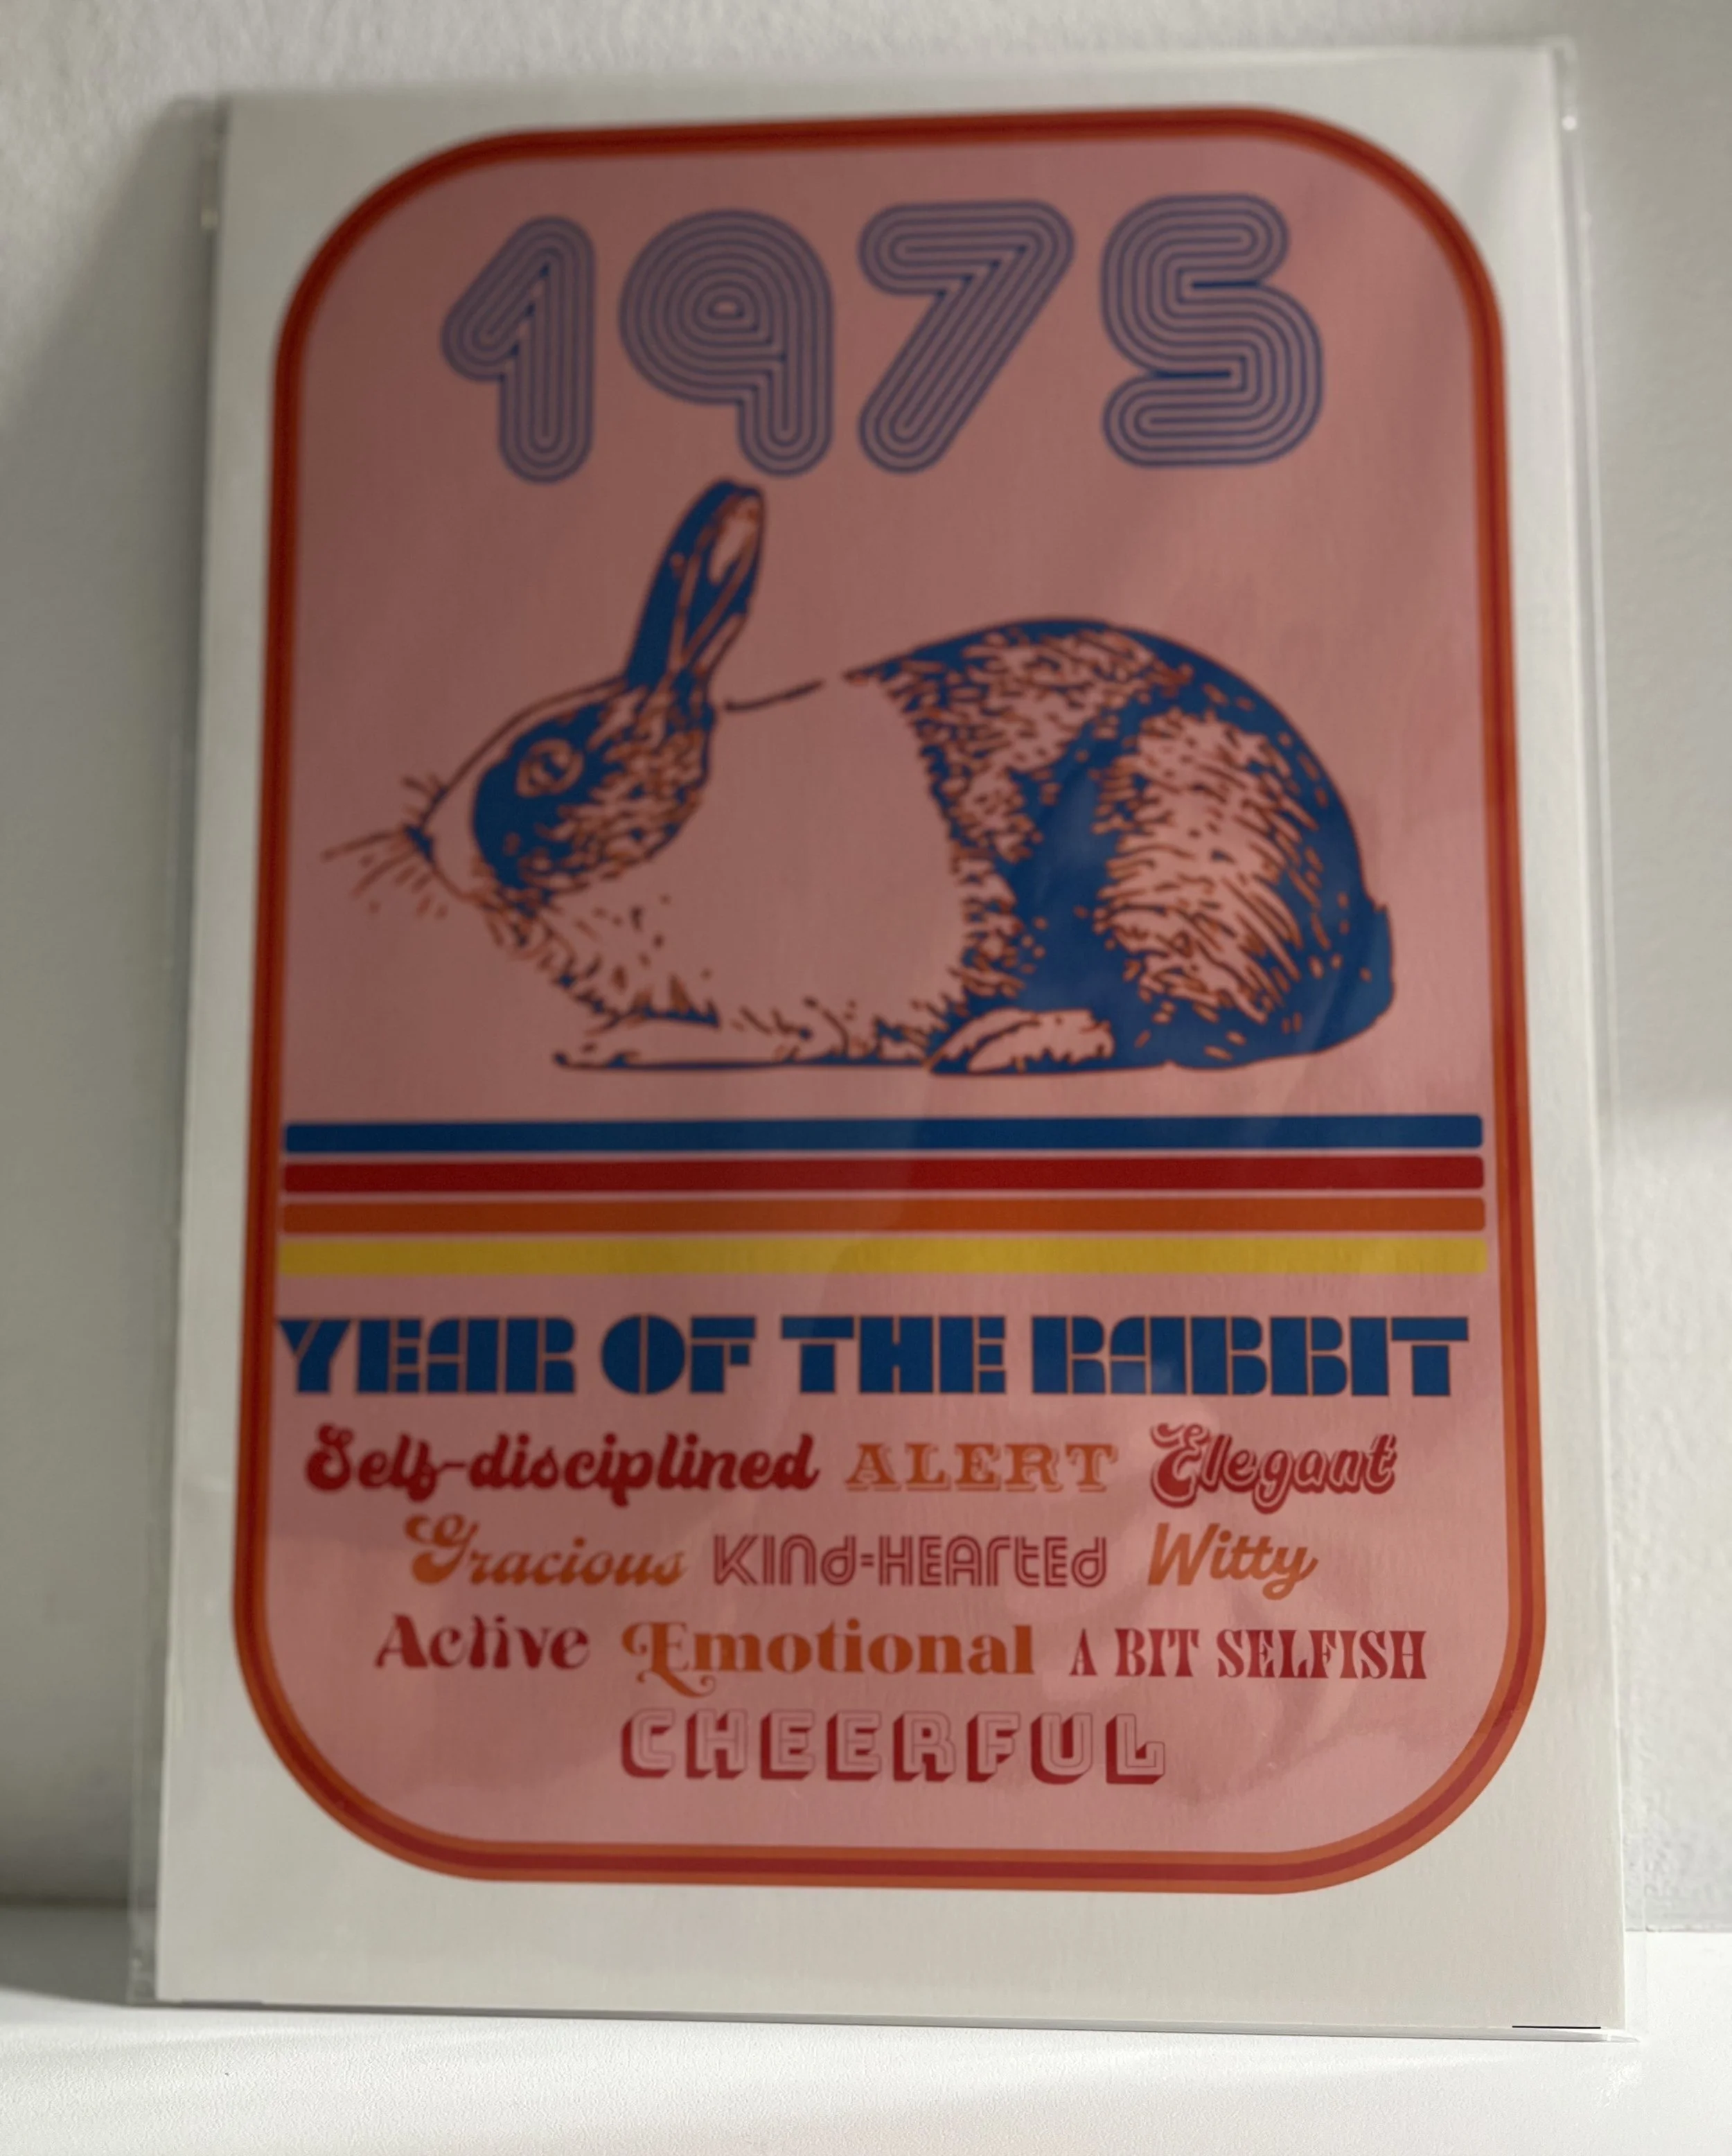 1975
YEAR OF THE RABBIT
Self-disciplined ALERT Elegant
Gracious KINd-HEArtEd Witty
Active Emotional A BIT SELFISH
CHEERFUL